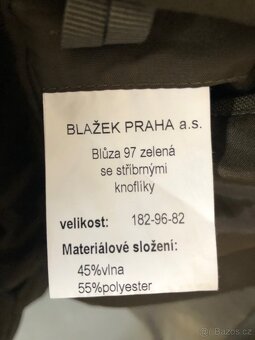 BLAŽEK PRAHA a.s.
Blůza 97 zelená
se stříbrnými
knoflíky
velikost: 182-96-82
Materiálové složení:
45%vlna
55%polyester
© Bazos.cz